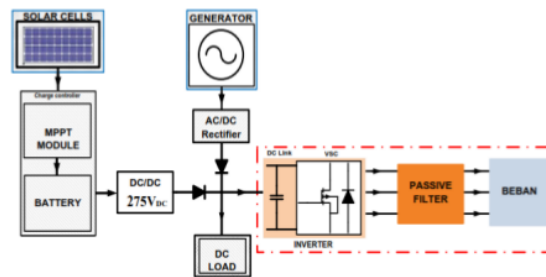 SOLAR CELLS
GENERATOR
Charge controller
MPPT
MODULE
BATTERY
AC/DC
Rectifier
DC/DC
275VDC
DC
LOAD
DC Link
VSC
INVERTER
PASSIVE
FILTER
BEBAN